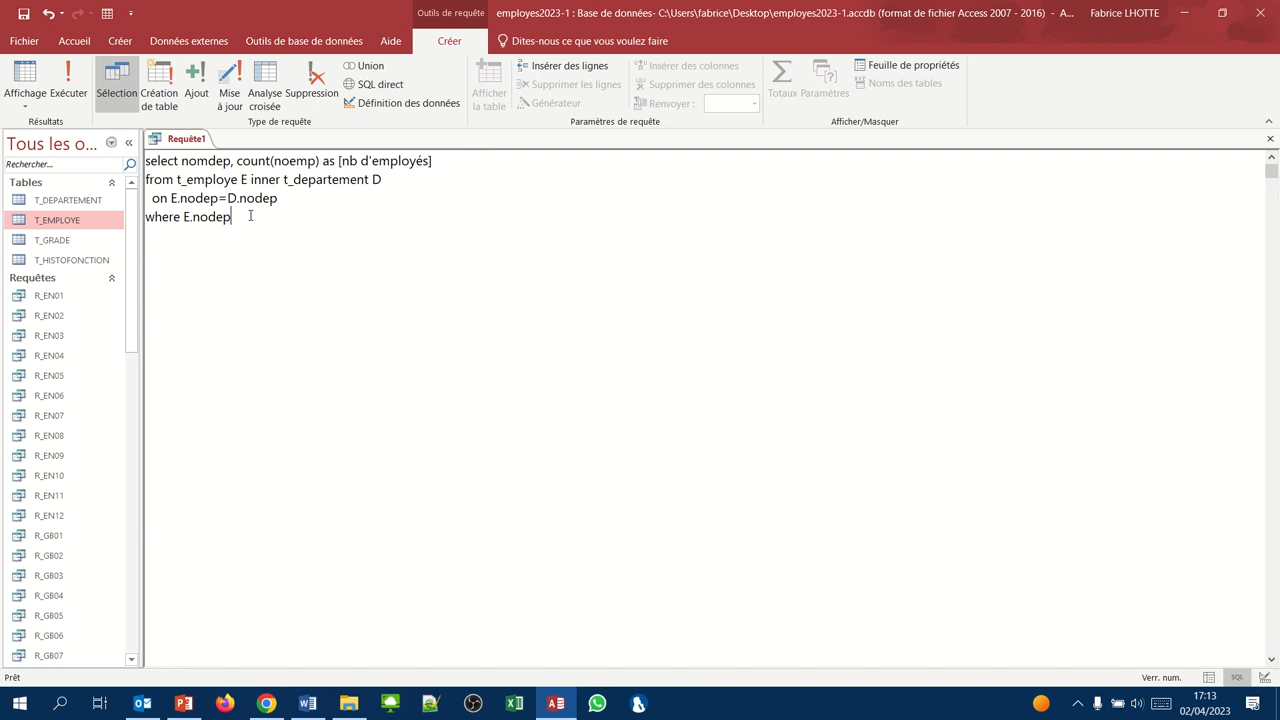 Outils de requête
employes2023-1 : Base de données- C:\Users\fabrice\Desktop\employes2023-1.accdb (format de fichier Access 2007 - 2016) - A...
Fabrice LHOTTE
Fichier
Accueil
Créer
Données externes
Outils de base de données
Aide
Créer
Dites-nous ce que vous voulez faire
Affichage
Exécuter
Sélection
Création de table
Ajout
Mise à jour
Analyse croisée
Suppression
Union
SQL direct
Définition des données
Afficher la table
Insérer des lignes
Supprimer les lignes
Générateur
Insérer des colonnes
Supprimer des colonnes
Renvoyer :
Totaux
Paramètres
Feuille de propriétés
Noms des tables
Résultats
Type de requête
Paramètres de requête
Afficher/Masquer
Tous les o...
Rechercher...
Tables
T_DEPARTEMENT
T_EMPLOYE
T_GRADE
T_HISTOFONCTION
Requêtes
R_EN01
R_EN02
R_EN03
R_EN04
R_EN05
R_EN06
R_EN07
R_EN08
R_EN09
R_EN10
R_EN11
R_EN12
R_GB01
R_GB02
R_GB03
R_GB04
R_GB05
R_GB06
R_GB07
Requête1
select nomdep, count(noemp) as [nb d'employés]
from t_employe E inner t_departement D
on E.nodep=D.nodep
where E.nodep
Prêt
Verr. num.
SQL
17:13
02/04/2023